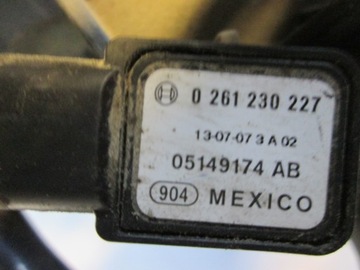 0 261 230 227
13-07-07 3 A 02
05149174 AB
904 MEXICO